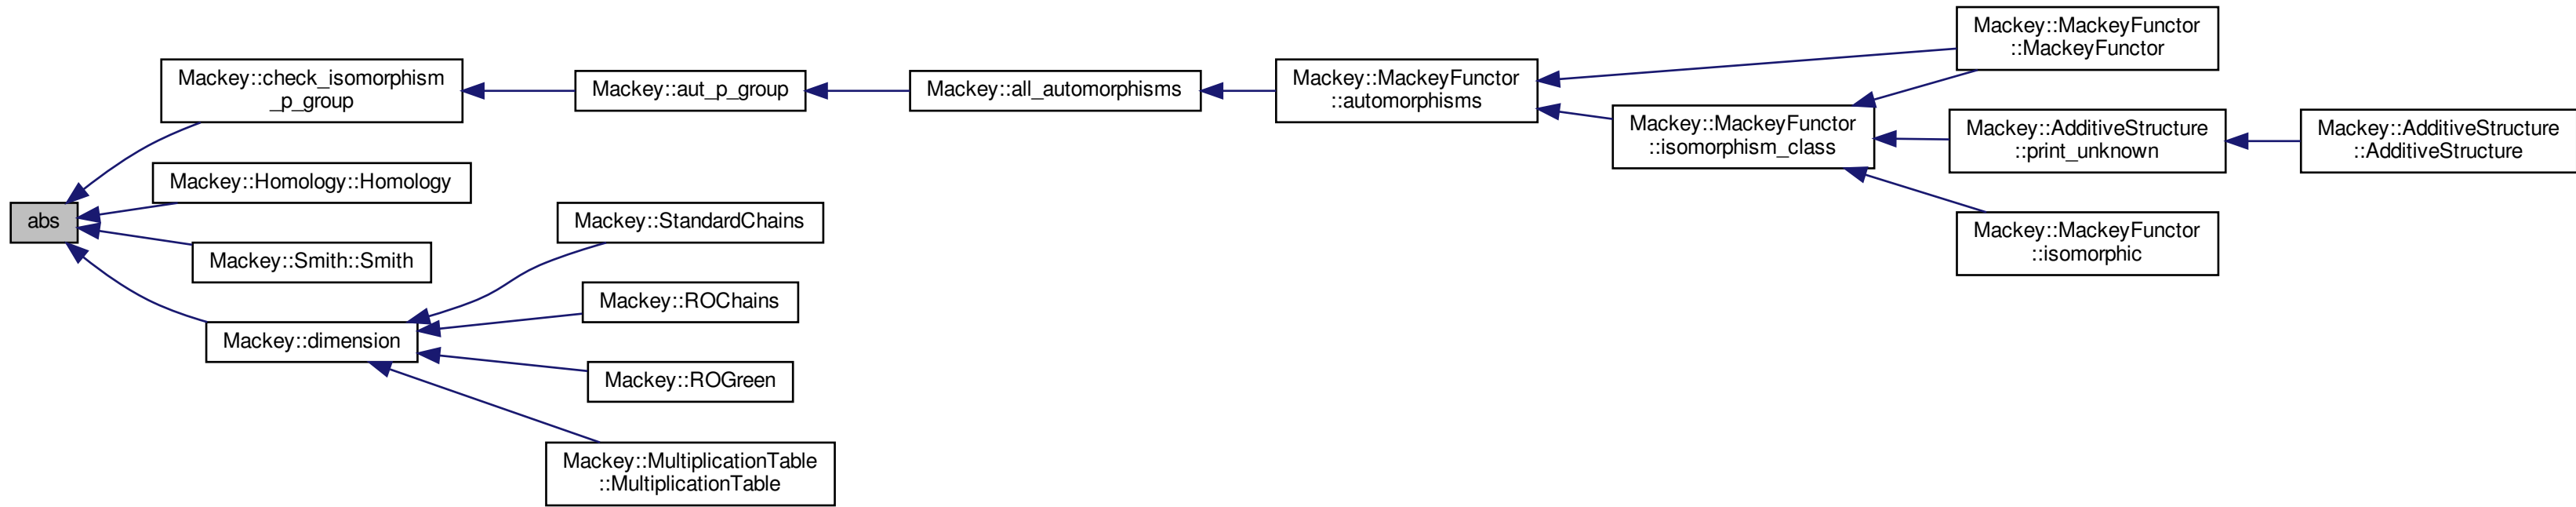 abs
Mackey::check_isomorphism
_p_group
Mackey::Homology::Homology
Mackey::Smith::Smith
Mackey::dimension
Mackey::aut_p_group
Mackey::all_automorphisms
Mackey::MackeyFunctor
::automorphisms
Mackey::MackeyFunctor
::MackeyFunctor
Mackey::MackeyFunctor
::isomorphism_class
Mackey::AdditiveStructure
::print_unknown
Mackey::AdditiveStructure
::AdditiveStructure
Mackey::MackeyFunctor
::isomorphic
Mackey::StandardChains
Mackey::ROChains
Mackey::ROGreen
Mackey::MultiplicationTable
::MultiplicationTable